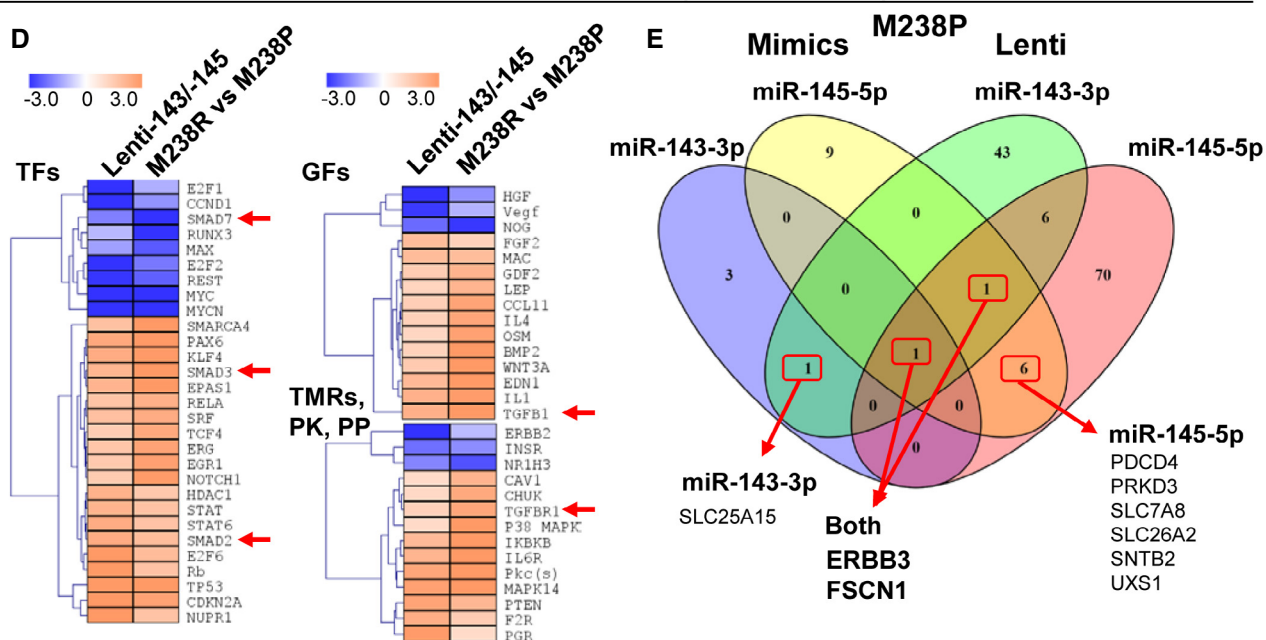 D
-3.0 0 3.0
Lenti-143/-145
M238R vs M238P
TFs
E2F1
CCND1
SMAD7
RUNX3
MAX
E2F2
REST
MYC
MYCN
SMARCA4
PAX6
KLF4
SMAD3
EPAS1
RELA
SRF
TCF4
ERG
EGR1
NOTCH1
HDAC1
STAT
STAT6
SMAD2
E2F6
Rb
TP53
CDKN2A
NUPR1
-3.0 0 3.0
Lenti-143/-145
M238R vs M238P
GFs
HGF
Vegf
NOG
FGF2
MAC
GDF2
LEP
CCL11
IL4
OSM
BMP2
WNT3A
EDN1
IL1
TGFB1
TMRs,
PK, PP
ERBB2
INSR
NR1H3
CAV1
CHUK
TGFBR1
P38 MAPK
IKBKB
IL6R
Pkc(s)
MAPK14
PTEN
F2R
PGR
E
M238P
Mimics Lenti
miR-145-5p miR-143-3p
miR-143-3p miR-145-5p
9 43
0 0 6
3 0 1 70
1 1 6
0 0
0
miR-143-3p
SLC25A15
Both
ERBB3
FSCN1
miR-145-5p
PDCD4
PRKD3
SLC7A8
SLC26A2
SNTB2
UXS1